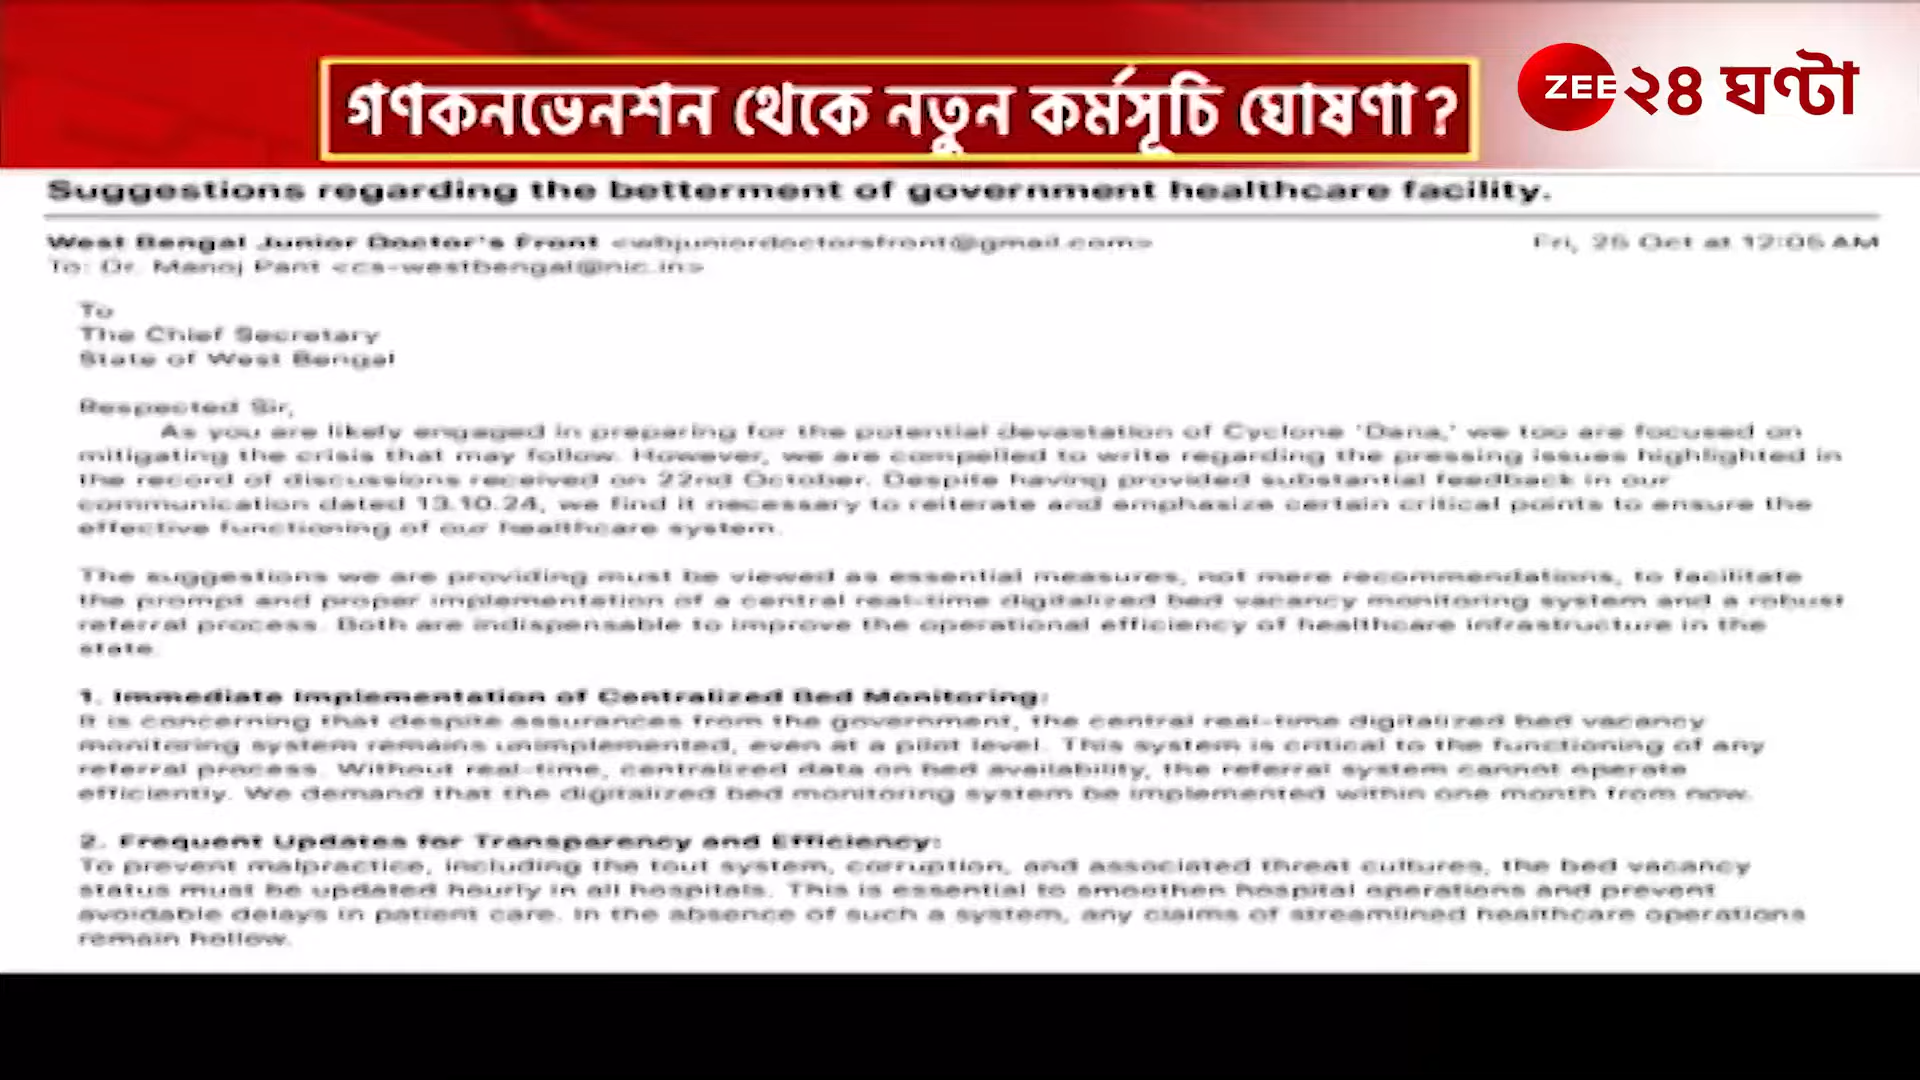 গণকনভেনশন থেকে নতুন কর্মসূচি ঘোষণা?
ZEE ২৪ ঘণ্টা
Suggestions regarding the betterment of government healthcare facility.
West Bengal Junior Doctor's Front <wbjuniordoctorsfront@gmail.com>
Fri, 25 Oct at 12:05 AM
To: Dr. Manoj Pant <cs-westbengal@nic.in>
To
The Chief Secretary
State of West Bengal
Respected Sir,
As you are likely engaged in preparing for the potential devastation of Cyclone 'Dana,' we too are focused on
mitigating the crisis that may follow. However, we are compelled to write regarding the pressing issues highlighted in
the record of discussions received on 22nd October. Despite having provided substantial feedback in our
communication dated 13.10.24, we find it necessary to reiterate and emphasize certain critical points to ensure the
effective functioning of our healthcare system.
The suggestions we are providing must be viewed as essential measures, not mere recommendations, to facilitate
the prompt and proper implementation of a central real-time digitalized bed vacancy monitoring system and a robust
referral process. Both are indispensable to improve the operational efficiency of healthcare infrastructure in the
state.
1. Immediate Implementation of Centralized Bed Monitoring:
It is concerning that despite assurances from the government, the central real-time digitalized bed vacancy
monitoring system remains unimplemented, even at a pilot level. This system is critical to the functioning of any
referral process. Without real-time, centralized data on bed availability, the referral system cannot operate
efficiently. We demand that the digitalized bed monitoring system be implemented within one month from now.
2. Frequent Updates for Transparency and Efficiency:
To prevent malpractice, including the tout system, corruption, and associated threat cultures, the bed vacancy
status must be updated hourly in all hospitals. This is essential to smoothen hospital operations and prevent
avoidable delays in patient care. In the absence of such a system, any claims of streamlined healthcare operations
remain hollow.